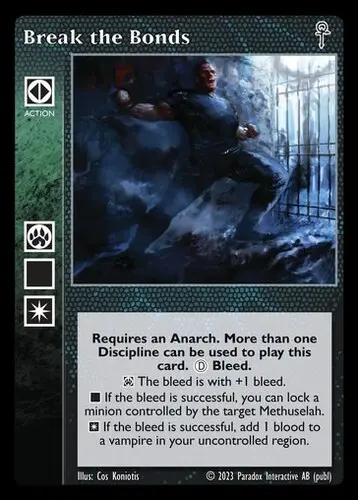 Break the Bonds
ACTION
Requires an Anarch. More than one
Discipline can be used to play this
card. Ⓓ Bleed.
The bleed is with +1 bleed.
If the bleed is successful, you can lock a
minion controlled by the target Methuselah.
If the bleed is successful, add 1 blood to
a vampire in your uncontrolled region.
Illus: Cos Koniotis © 2023 Paradox Interactive AB (publ)